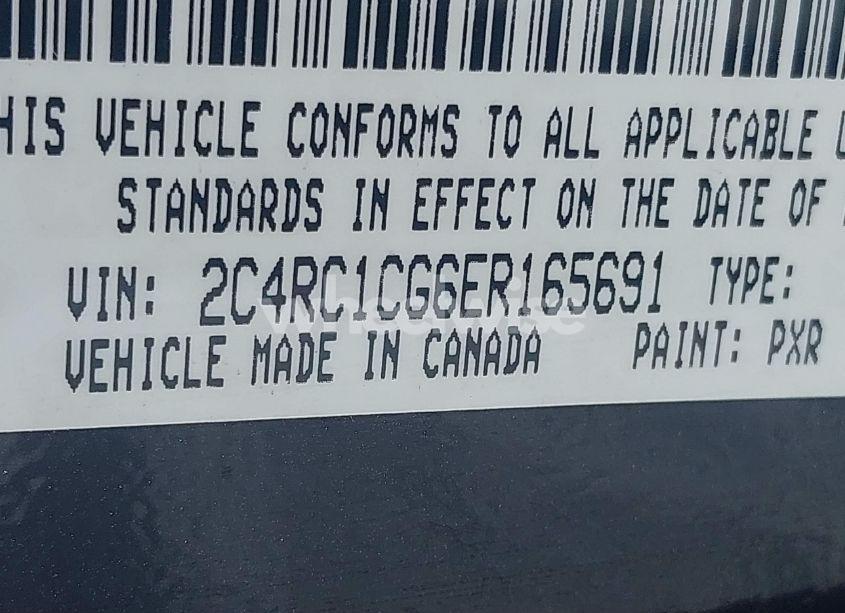 HIS VEHICLE CONFORMS TO ALL APPLICABLE U
STANDARDS IN EFFECT ON THE DATE OF
VIN: 2C4RC1CG6ER165691 TYPE:
wheelwise
VEHICLE MADE IN CANADA PAINT: PXR